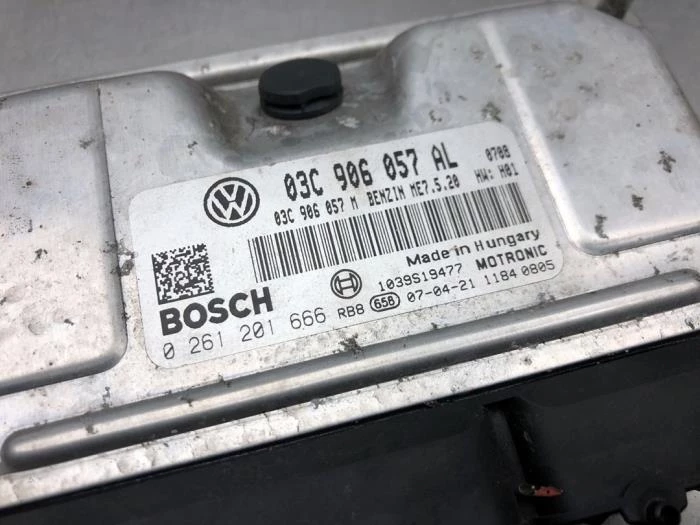 03C 906 057 AL 0708
03C 906 057 M BENZIN ME7.5.20 HW: H01
Made in Hungary
1039S19477 MOTRONIC
BOSCH RB8 658 07-04-21 1184 0805
0 261 201 666